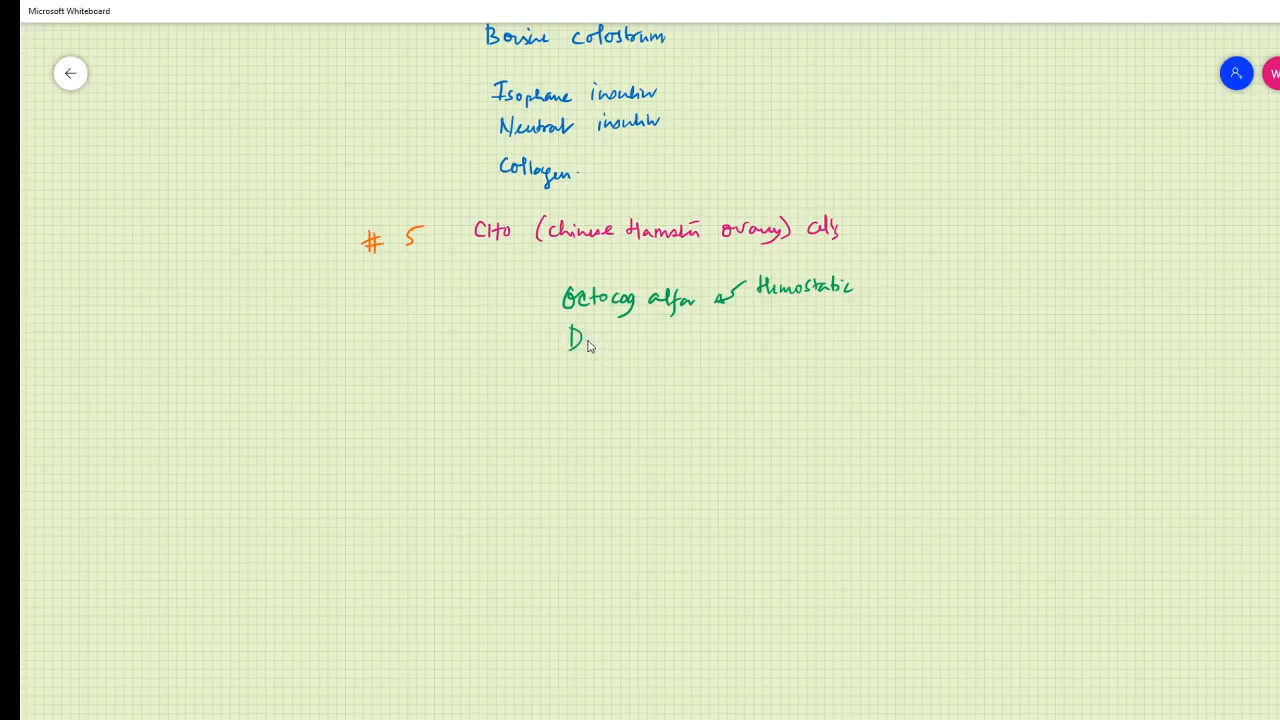 Microsoft Whiteboard
Bovine colostrum
Isophane insulin
Neutral insulin
Collagen.
# 5 CHO (Chinese Hamster ovary) cells
Octocog alfa Hemostatic
D
W